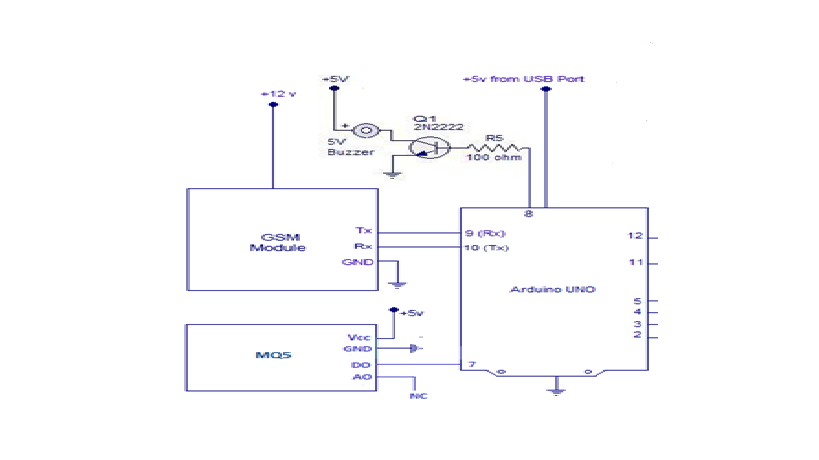 +5V
+5v from USB Port
+12 v
Q1
2N2222
+
5V
Buzzer
R5
100 ohm
8
GSM
Module
Tx
Rx
GND
9 (Rx)
10 (Tx)
12
11
Arduino UNO
5
4
3
2
+5v
MQ5
Vcc
GND
DO
AO
7
NC